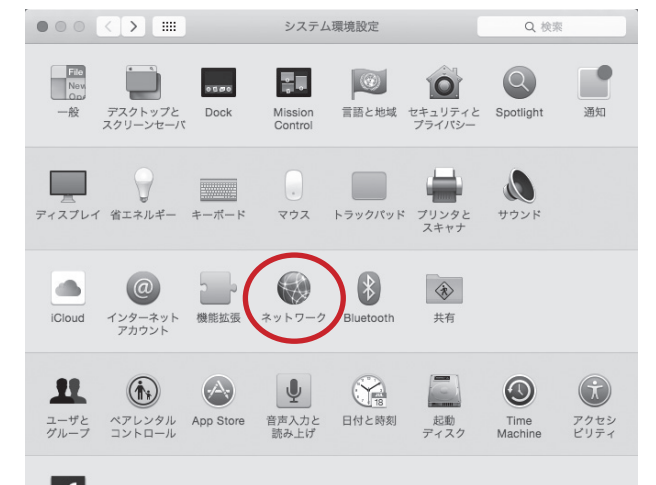 システム環境設定
検索
File
New
一般
デスクトップと
スクリーンセーバ
Dock
Mission
Control
言語と地域
セキュリティと
プライバシー
Spotlight
通知
ディスプレイ
省エネルギー
キーボード
マウス
トラックパッド
プリンタと
スキャナ
サウンド
iCloud
インターネット
アカウント
機能拡張
ネットワーク
Bluetooth
共有
ユーザと
グループ
ペアレンタル
コントロール
App Store
音声入力と
読み上げ
18
日付と時刻
起動
ディスク
Time
Machine
アクセシ
ビリティ